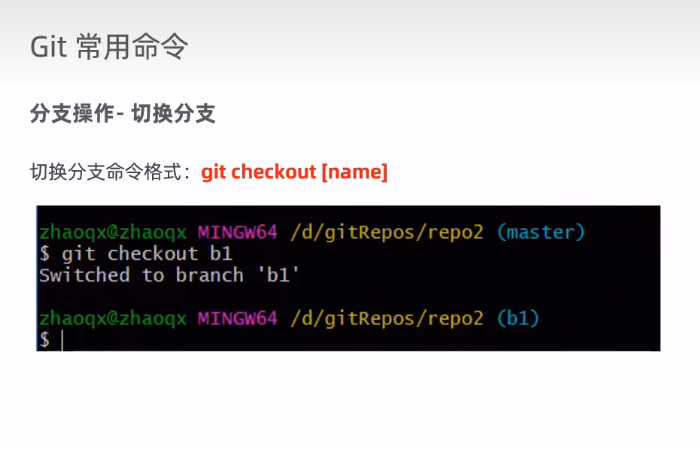 Git 常用命令
分支操作- 切换分支
切换分支命令格式：git checkout [name]
zhaoqx@zhaoqx MINGW64 /d/gitRepos/repo2 (master)
$ git checkout b1
Switched to branch 'b1'
zhaoqx@zhaoqx MINGW64 /d/gitRepos/repo2 (b1)
$